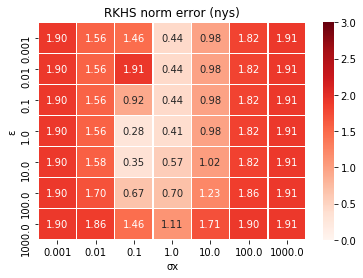 RKHS norm error (nys)
0.001 1.90 1.56 1.46 0.44 0.98 1.82 1.91
0.01 1.90 1.56 1.91 0.44 0.98 1.82 1.91
0.1 1.90 1.56 0.92 0.44 0.98 1.82 1.91
1.0 1.90 1.56 0.28 0.41 0.98 1.82 1.91
10.0 1.90 1.58 0.35 0.57 1.02 1.82 1.91
100.0 1.90 1.70 0.67 0.70 1.23 1.86 1.91
1000.0 1.90 1.86 1.46 1.11 1.71 1.90 1.91
0.001 0.01 0.1 1.0 10.0 100.0 1000.0
σx
ε
3.0
2.5
2.0
1.5
1.0
0.5
0.0